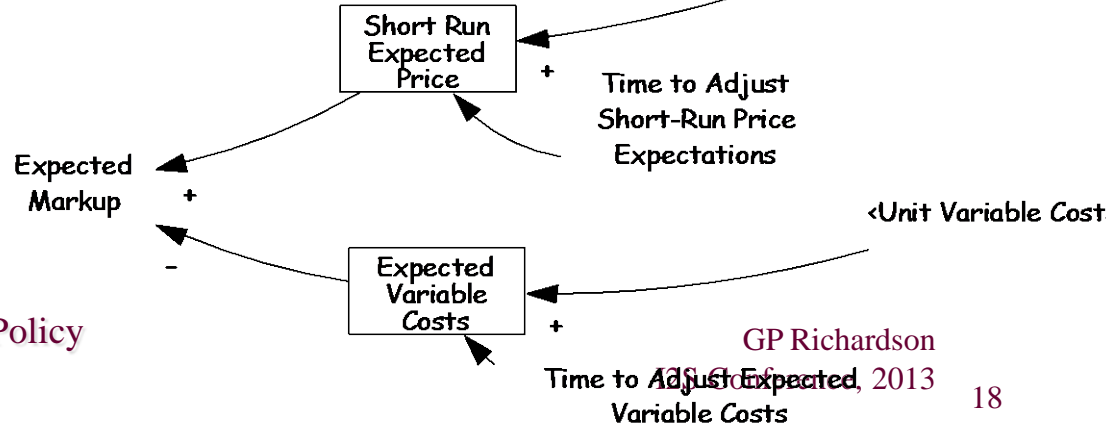 Short Run
Expected
Price
+
Time to Adjust
Short-Run Price
Expectations
Expected
Markup
+
-
<Unit Variable Cost
Expected
Variable
Costs
+
Time to Adjust Expected
Variable Costs
Policy
GP Richardson
Conference, 2013
18